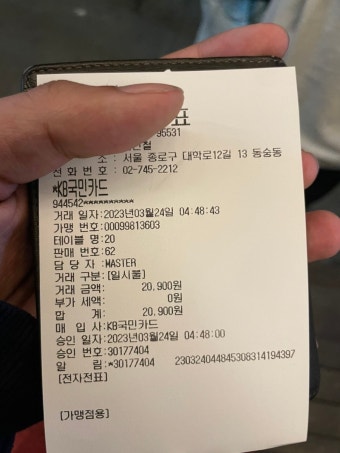 표
95531
소 : 서울 종로구 대학로12길 13 동숭동
전화 번호 : 02-745-2212
*KB국민카드
944542**********
거래 일자:2023년03월24일 04:48:43
가맹 번호:00099813603
테이블 명:20
판매 번호:62
담 당 자:MASTER
거래 구분:[일시불]
거래 금액: 20,900원
부가 세액: 0원
합 계: 20,900원
매 입 사:KB국민카드
승인 일자:2023년03월24일 04:48:00
승인 번호:30177404
알 림:*30177404 230324044845308314194397
[전자전표]
[가맹점용]